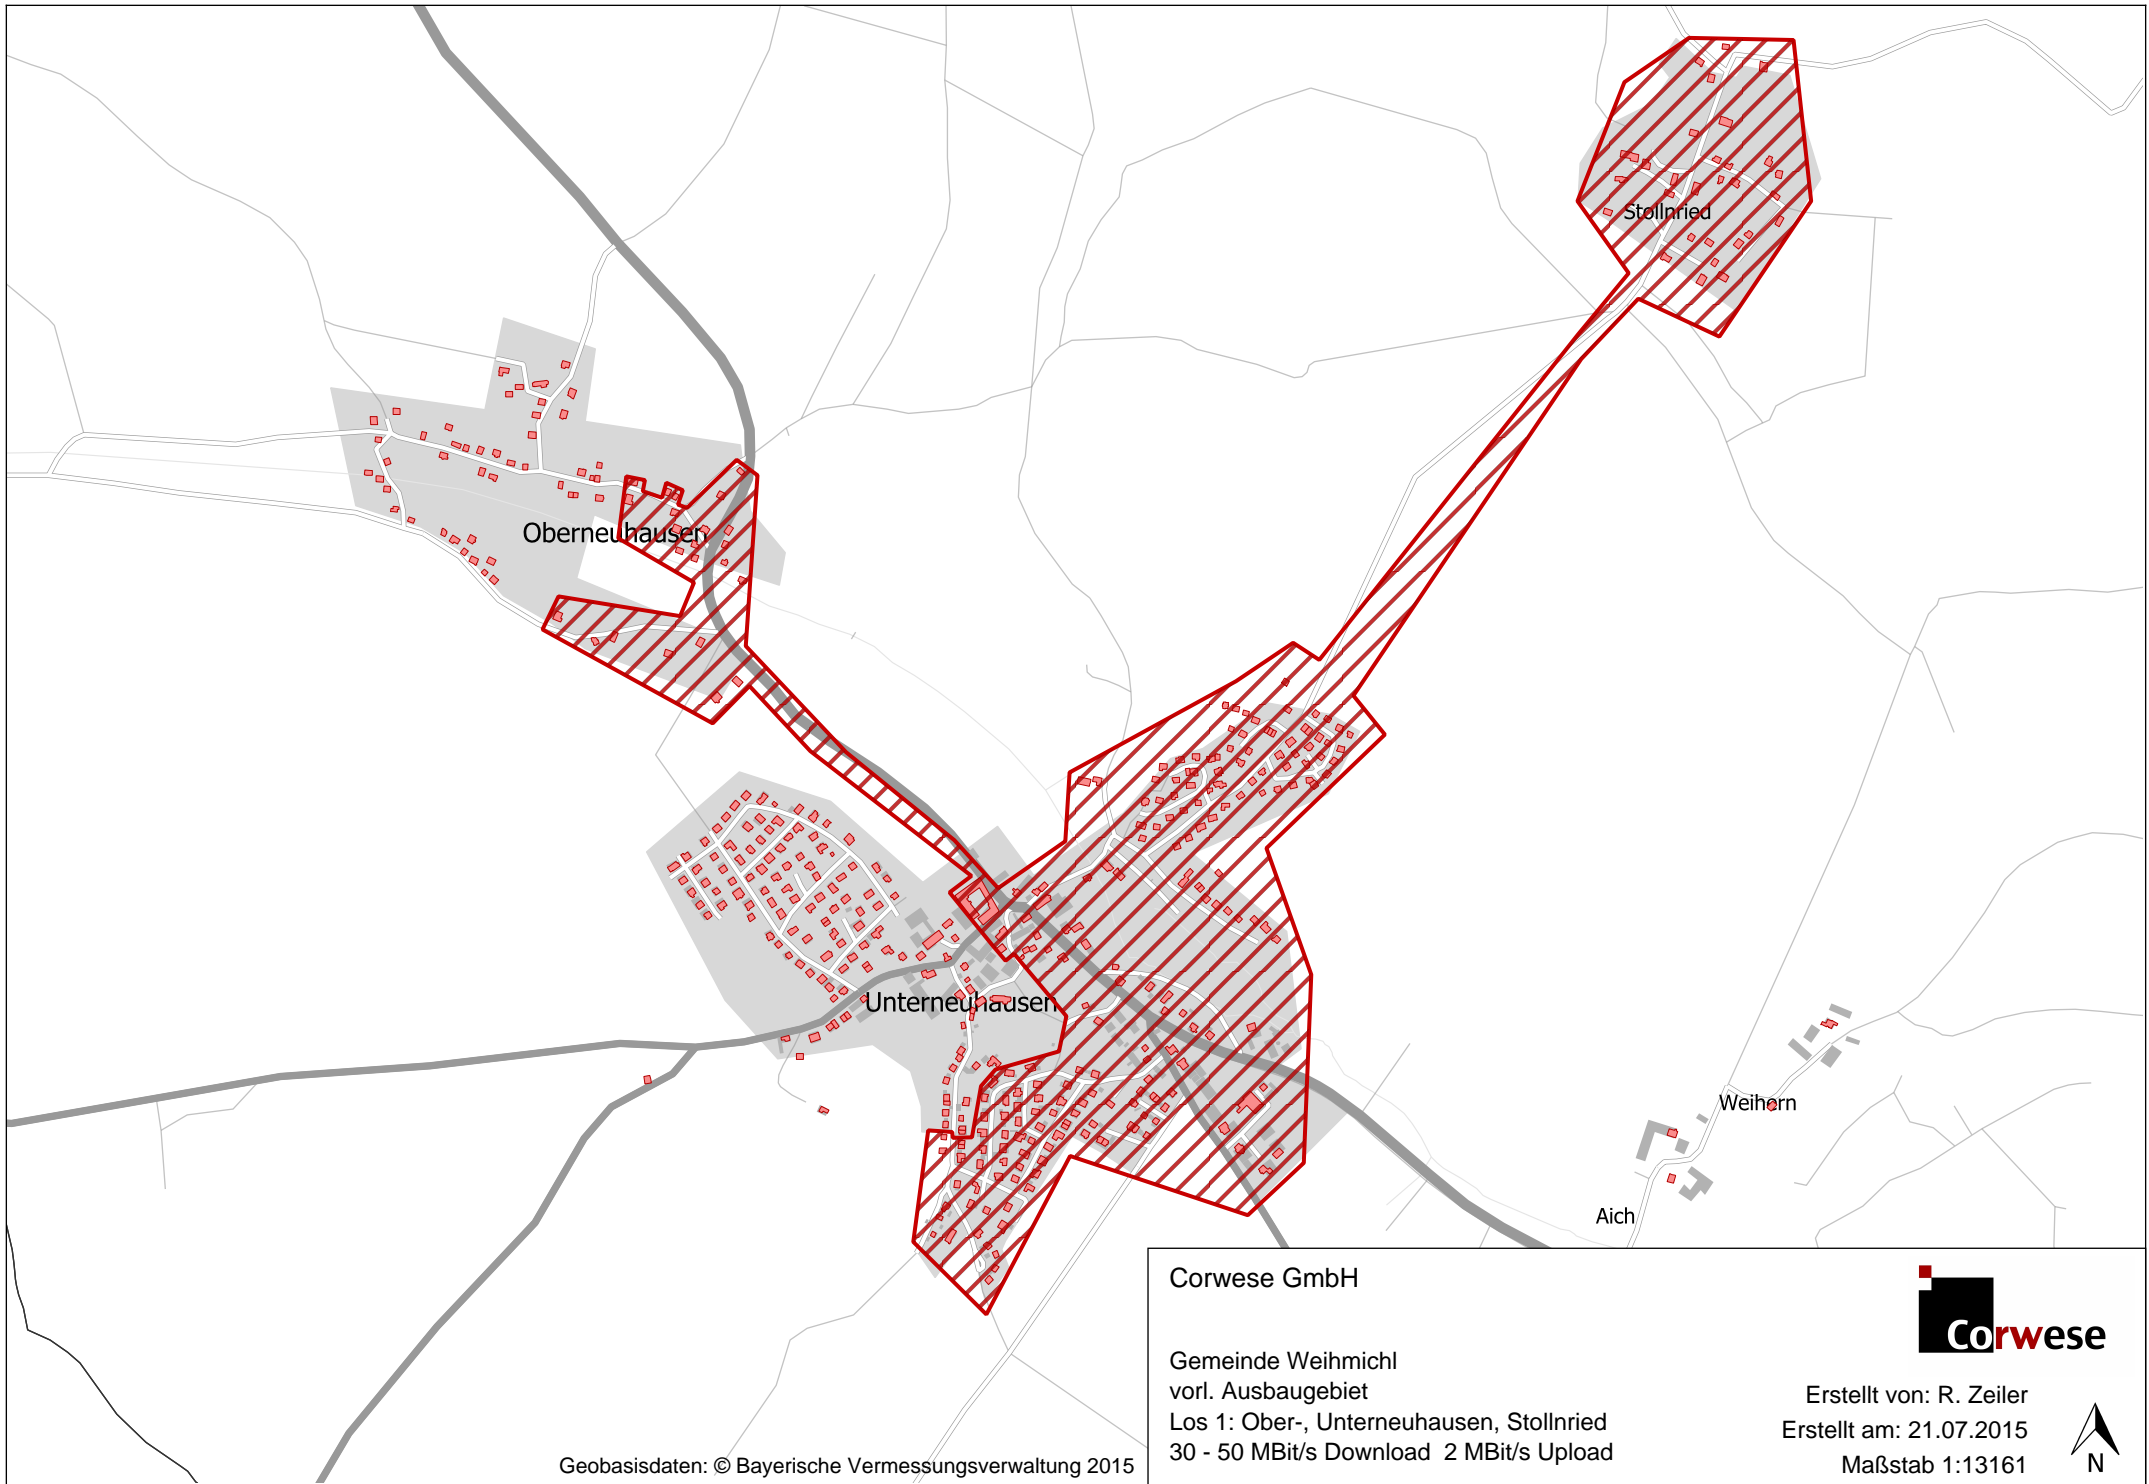 Stollnried
Oberneuhausen
Unterneuhausen
Weihern
Aich
Corwese GmbH
Corwese
Gemeinde Weihmichl
vorl. Ausbaugebiet
Los 1: Ober-, Unterneuhausen, Stollnried
30 - 50 MBit/s Download 2 MBit/s Upload
Erstellt von: R. Zeiler
Erstellt am: 21.07.2015
Maßstab 1:13161
N
Geobasisdaten: © Bayerische Vermessungsverwaltung 2015